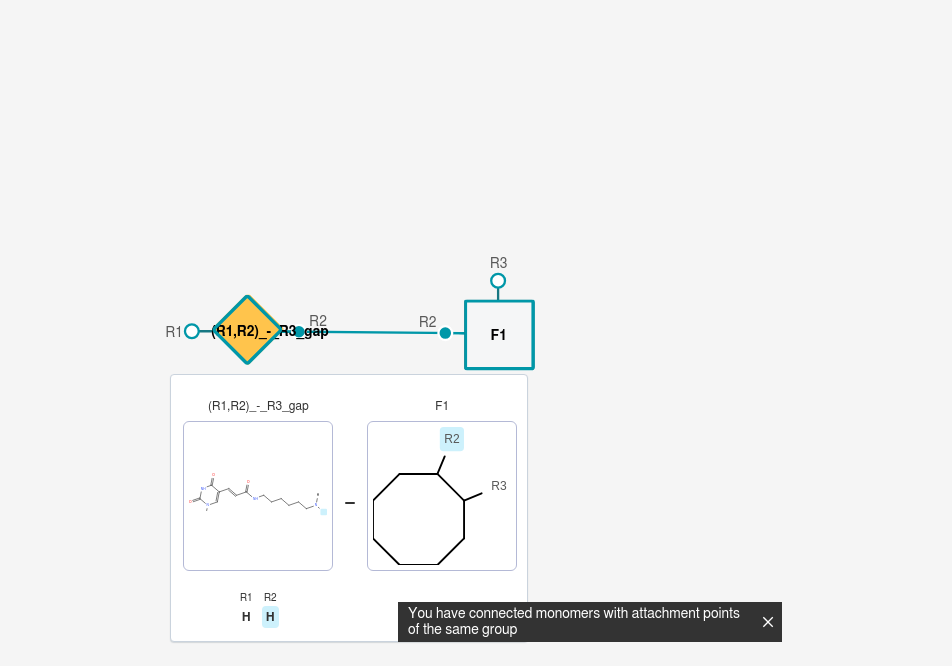 R3
R1 (R1,R2)_-_R3_gap R2 R2 F1
(R1,R2)_-_R3_gap F1
R2
R3
R1 R2
H H
You have connected monomers with attachment points
of the same group